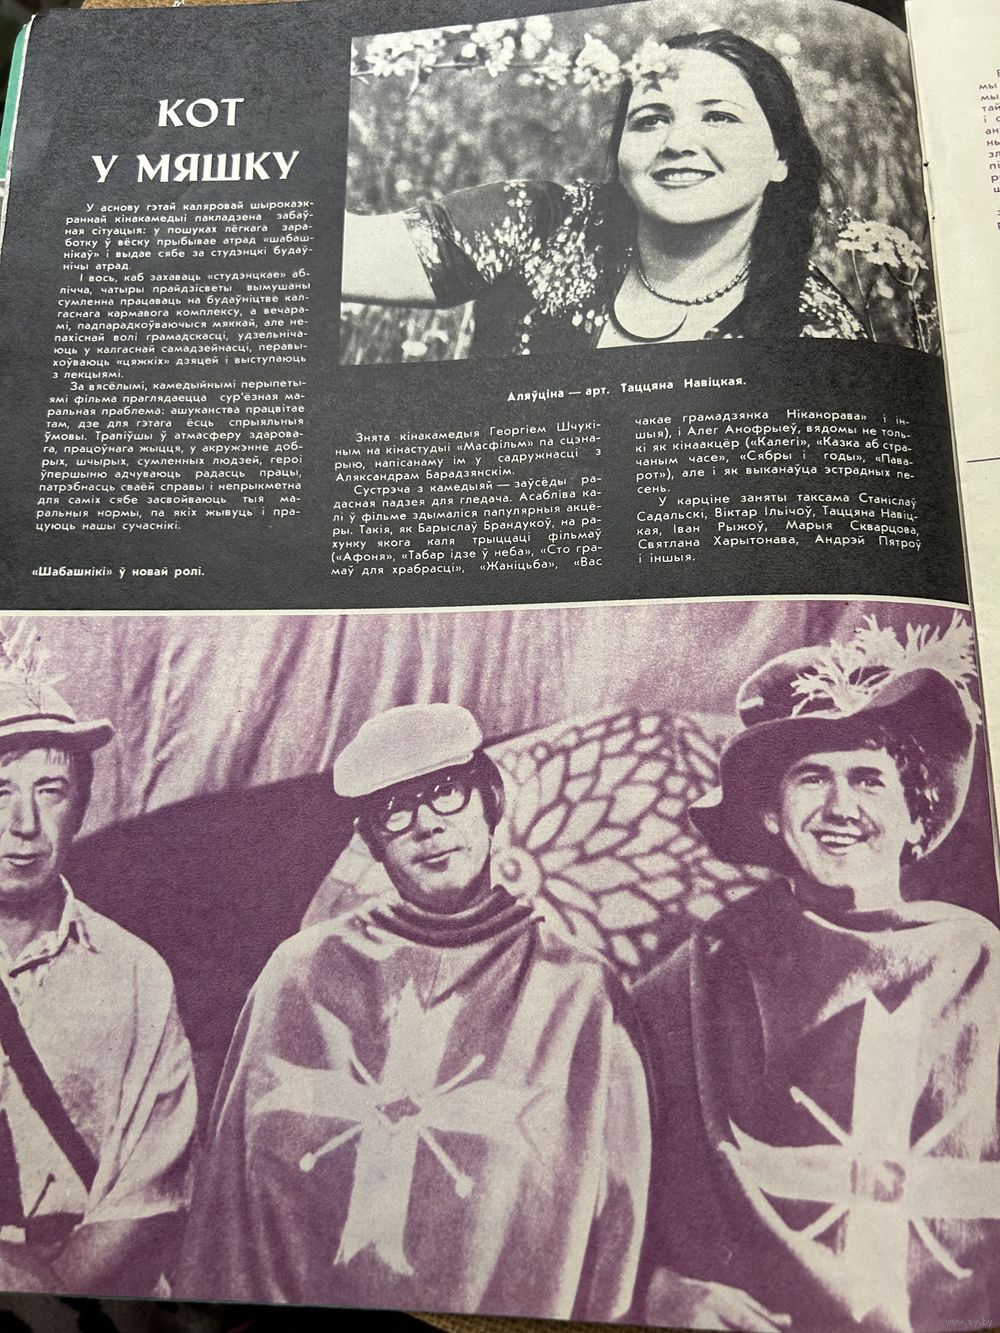 КОТ
У МЯШКУ
У аснову гэтай каляровай шырокаэк-
раннай кінакамедыі пакладзена забаў-
ная сітуацыя: у пошуках лёгкага зара-
ботку ў вёску прыбывае атрад «шабаш-
нікаў» і выдае сябе за студэнцкі будаў-
нічы атрад.
І вось, каб захаваць «студэнцкае» аб-
лічча, чатыры прайдзісветы вымушаны
сумленна працаваць на будаўніцтве кал-
гаснага кармавога комплексу, а вечара-
мі, падпарадкоўваючыся мяккай, але не-
пахіснай волі грамадскасці, удзельніча-
юць у калгаснай самадзейнасці, перавы-
хоўваюць «цяжкіх» дзяцей і выступаюць
з лекцыямі.
За вясёлымі, камедыйнымі перыпеты-
ямі фільма праглядаецца сур'ёзная ма-
ральная праблема: ашуканства працвітае
там, дзе для гэтага ёсць спрыяльныя
ўмовы. Трапіўшы ў атмасферу здарова-
га, працоўнага жыцця, у акружэнне доб-
рых, шчырых, сумленных людзей, героі
ўпершыню адчуваюць радасць працы,
патрэбнасць сваёй справы і непрыкметна
для саміх сябе засвойваюць тыя ма-
ральныя нормы, па якіх жывуць і пра-
цуюць нашы сучаснікі.
«Шабашнікі» ў новай ролі.
Аляўціна — арт. Таццяна Навіцкая.
Знята кінакамедыя Георгіем Шчукі-
ным на кінастудыі «Масфільм» па сцэна-
рыю, напісанаму ім у садружнасці з
Аляксандрам Барадзянскім.
Сустрэча з камедыяй — заўсёды ра-
дасная падзея для гледача. Асабліва ка-
лі ў фільме здымаліся папулярныя акцё-
ры. Такія, як Барыслаў Брандукоў, на ра-
хунку якога каля трыццаці фільмаў
(«Афоня», «Табар ідзе ў неба», «Сто гра-
маў для храбрасці», «Жаніцьба», «Вас
чакае грамадзянка Ніканорава» і ін-
шыя), і Алег Анофрыеў, вядомы не толь-
кі як кінаакцёр («Калегі», «Казка аб стра-
чаным часе», «Сябры і годы», «Пава-
рот»), але і як выканаўца эстрадных пе-
сень.
У карціне заняты таксама Станіслаў
Садальскі, Віктар Ільічоў, Таццяна Навіц-
кая, Іван Рыжоў, Марыя Скварцова,
Святлана Харытонава, Андрэй Пятроў
і іншыя.
www.ay.by